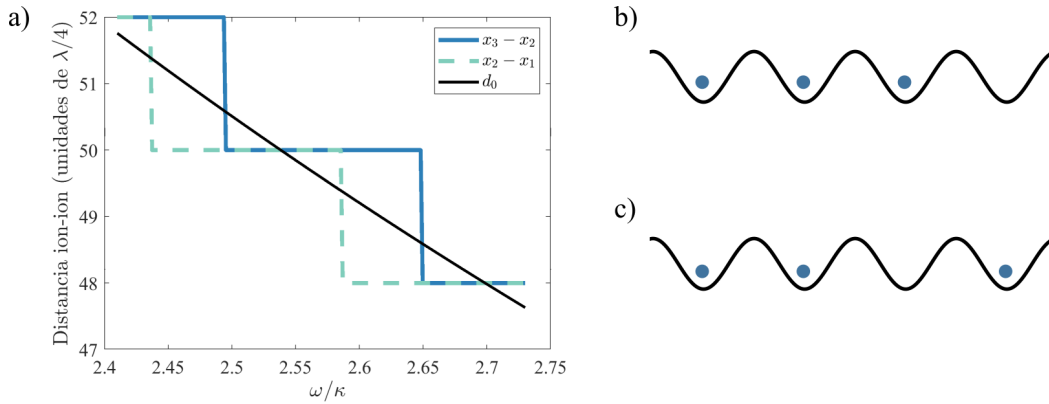 a)
52
51
50
49
48
47
2.4
2.45
2.5
2.55
2.6
2.65
2.7
2.75
Distancia ion-ion (unidades de λ/4)
ω/κ
x₃ − x₂
x₂ − x₁
d₀
b)
c)